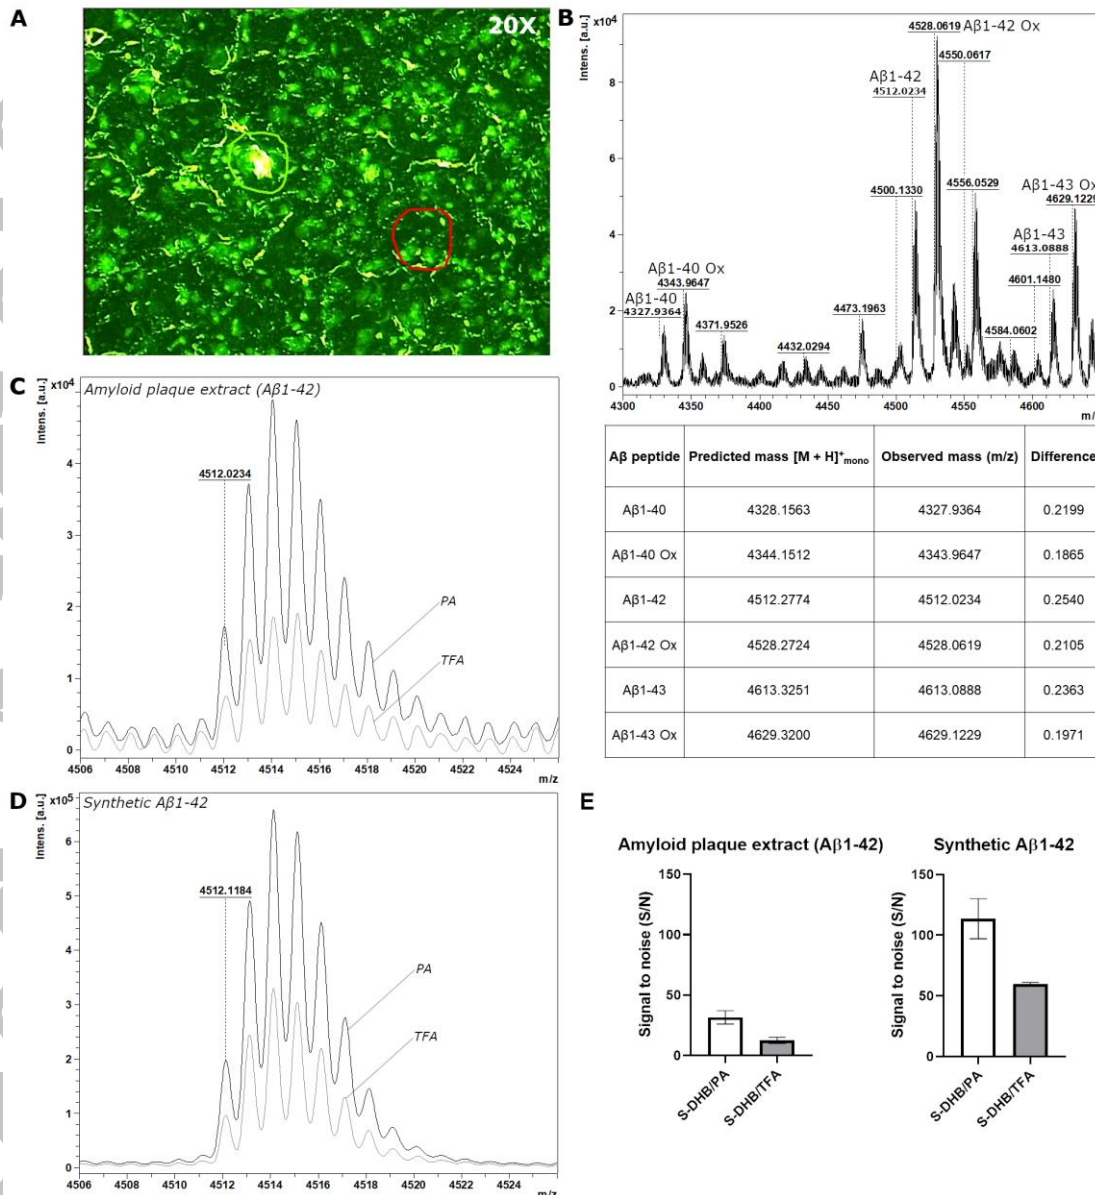 A
20X
B
Intens. [a.u.]
x10⁴
4528.0619 Aβ1-42 Ox
4550.0617
Aβ1-42
4512.0234
4500.1330
4556.0529
Aβ1-43 Ox
4629.1229
Aβ1-43
4613.0888
4601.1480
4584.0602
4473.1963
Aβ1-40 Ox
4343.9647
Aβ1-40
4327.9364
4371.9526
4432.0294
8
6
4
2
0
4300 4350 4400 4450 4500 4550 4600
m/
Aβ peptide Predicted mass [M + H]⁺mono Observed mass (m/z) Difference
Aβ1-40 4328.1563 4327.9364 0.2199
Aβ1-40 Ox 4344.1512 4343.9647 0.1865
Aβ1-42 4512.2774 4512.0234 0.2540
Aβ1-42 Ox 4528.2724 4528.0619 0.2105
Aβ1-43 4613.3251 4613.0888 0.2363
Aβ1-43 Ox 4629.3200 4629.1229 0.1971
C
Intens. [a.u.]
x10⁴
Amyloid plaque extract (Aβ1-42)
4512.0234
PA
TFA
4
3
2
1
0
4506 4508 4510 4512 4514 4516 4518 4520 4522 4524
m/z
D
Intens. [a.u.]
x10⁵
Synthetic Aβ1-42
4512.1184
PA
TFA
6
5
4
3
2
1
0
4506 4508 4510 4512 4514 4516 4518 4520 4522 4524
m/z
E
Amyloid plaque extract (Aβ1-42)
Signal to noise (S/N)
150
100
50
0
S-DHB/PA
S-DHB/TFA
Synthetic Aβ1-42
Signal to noise (S/N)
150
100
50
0
S-DHB/PA
S-DHB/TFA